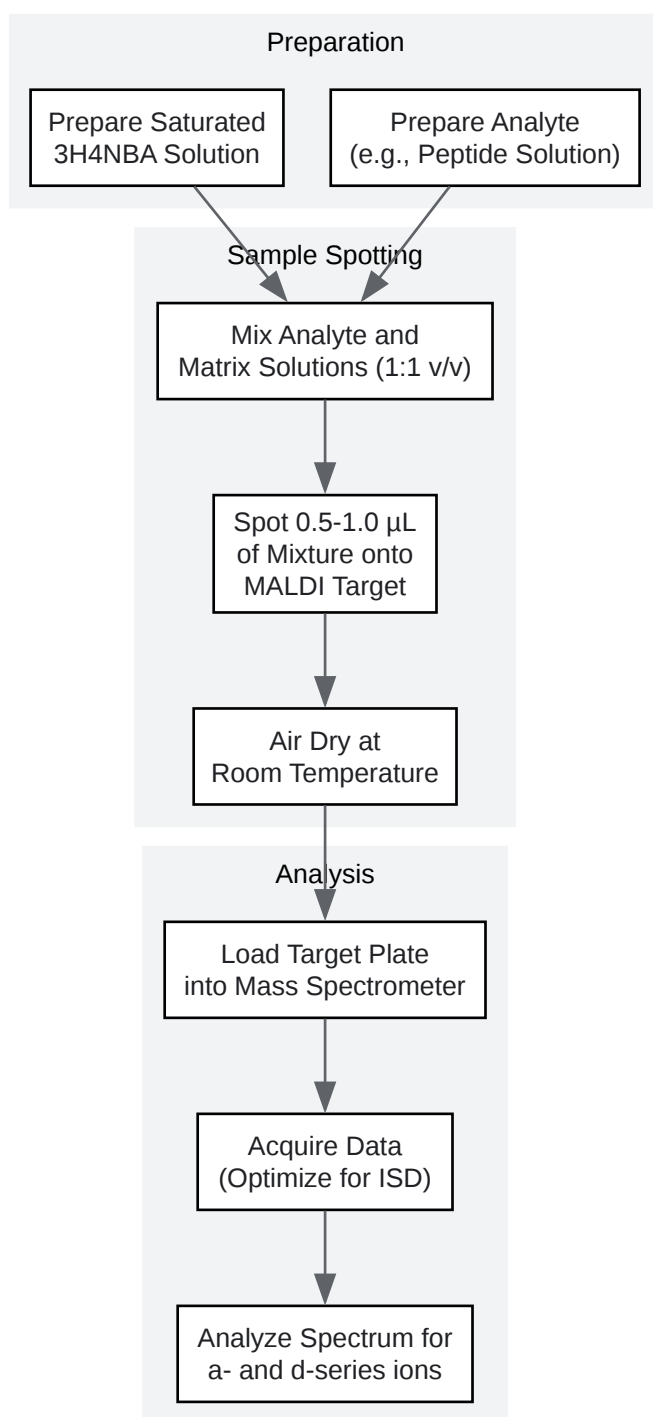 Preparation
Prepare Saturated
3H4NBA Solution
Prepare Analyte
(e.g., Peptide Solution)
Sample Spotting
Mix Analyte and
Matrix Solutions (1:1 v/v)
Spot 0.5-1.0 µL
of Mixture onto
MALDI Target
Air Dry at
Room Temperature
Analysis
Load Target Plate
into Mass Spectrometer
Acquire Data
(Optimize for ISD)
Analyze Spectrum for
a- and d-series ions